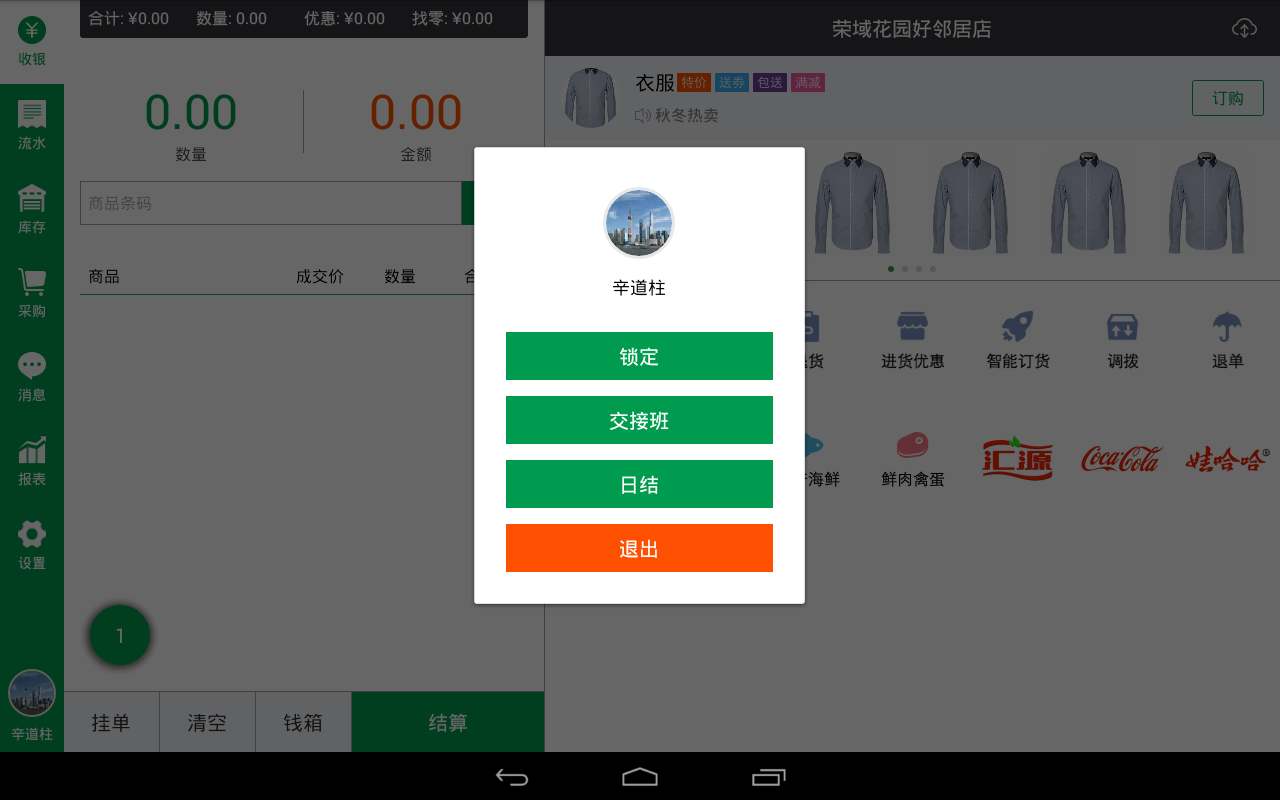 合计: ¥0.00 数量: 0.00 优惠: ¥0.00 找零: ¥0.00
荣域花园好邻居店
收银
流水
库存
采购
消息
报表
设置
辛道柱
0.00
数量
0.00
金额
商品条码
商品 成交价 数量
1
挂单 清空 钱箱 结算
衣服 特价 送券 包送 满减
秋冬热卖
订购
辛道柱
锁定
交接班
日结
退出
货 进货优惠 智能订货 调拨 退单
海鲜 鲜肉禽蛋
汇源 Coca-Cola 娃哈哈®